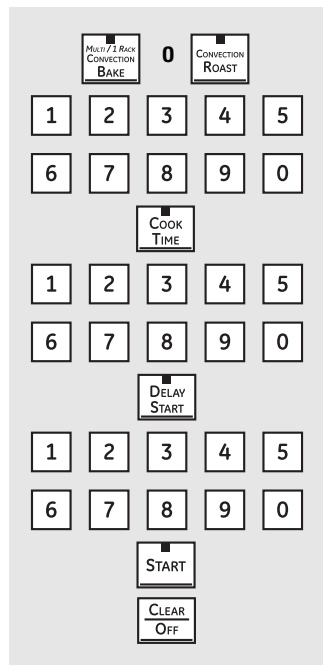 MULTI / 1 RACK CONVECTION BAKE 0 CONVECTION ROAST
1 2 3 4 5
6 7 8 9 0
COOK TIME
1 2 3 4 5
6 7 8 9 0
DELAY START
1 2 3 4 5
6 7 8 9 0
START
CLEAR
OFF